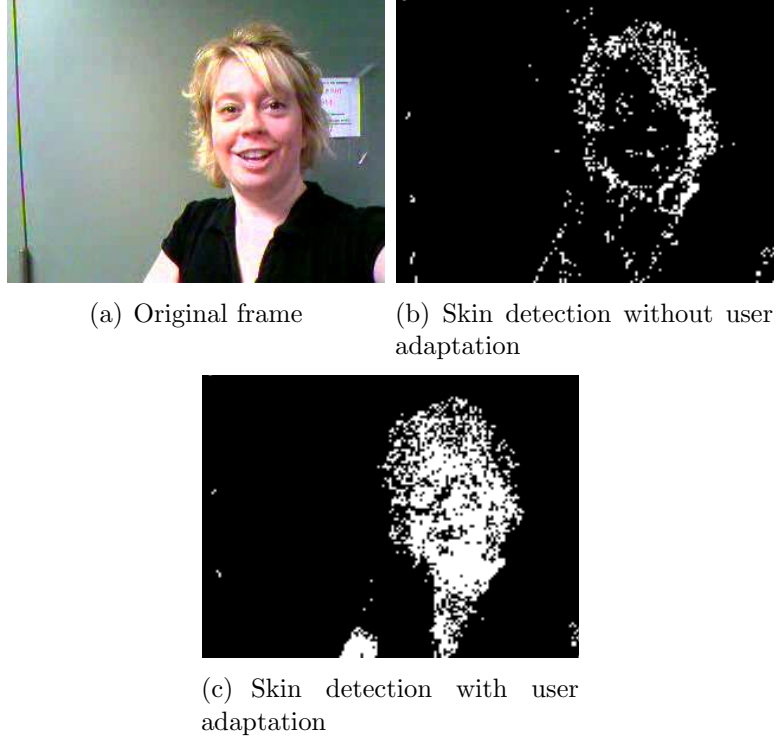 (a) Original frame
(b) Skin detection without user
adaptation
(c) Skin detection with user
adaptation